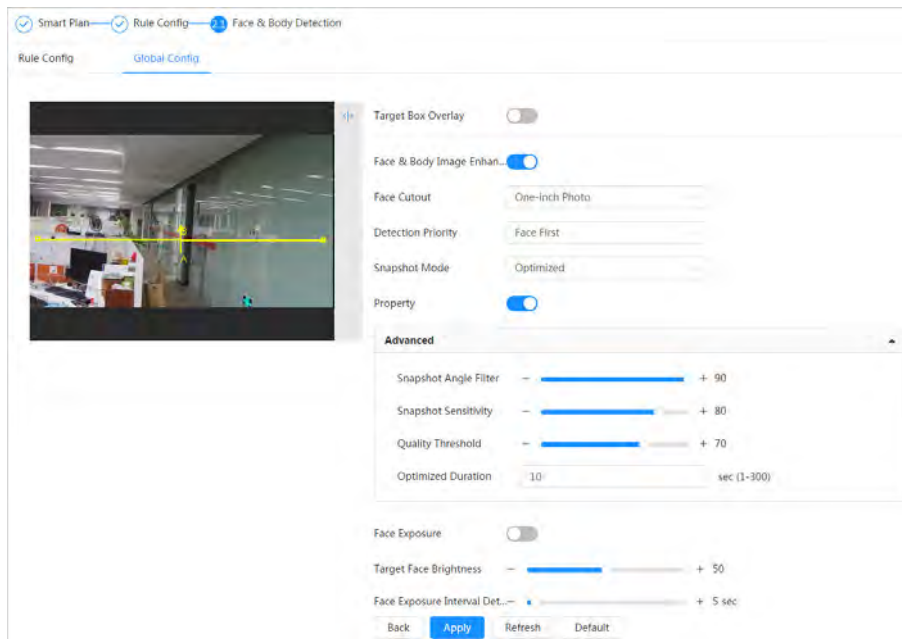 Smart Plan Rule Config 2.1 Face & Body Detection
Rule Config Global Config
Target Box Overlay
Face & Body Image Enhan...
Face Cutout One-inch Photo
Detection Priority Face First
Snapshot Mode Optimized
Property
Advanced
Snapshot Angle Filter − + 90
Snapshot Sensitivity − + 80
Quality Threshold − + 70
Optimized Duration 10 sec (1-300)
Face Exposure
Target Face Brightness − + 50
Face Exposure Interval Det... − + 5 sec
Back Apply Refresh Default